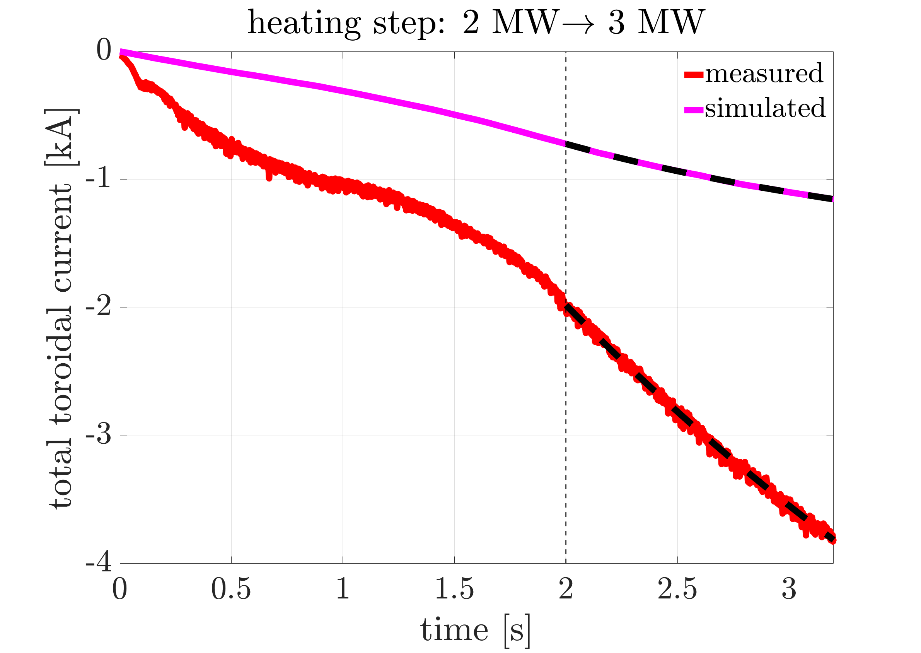 heating step: 2 MW→ 3 MW
measured
simulated
total toroidal current [kA]
0
-1
-2
-3
-4
0
0.5
1
1.5
2
2.5
3
time [s]